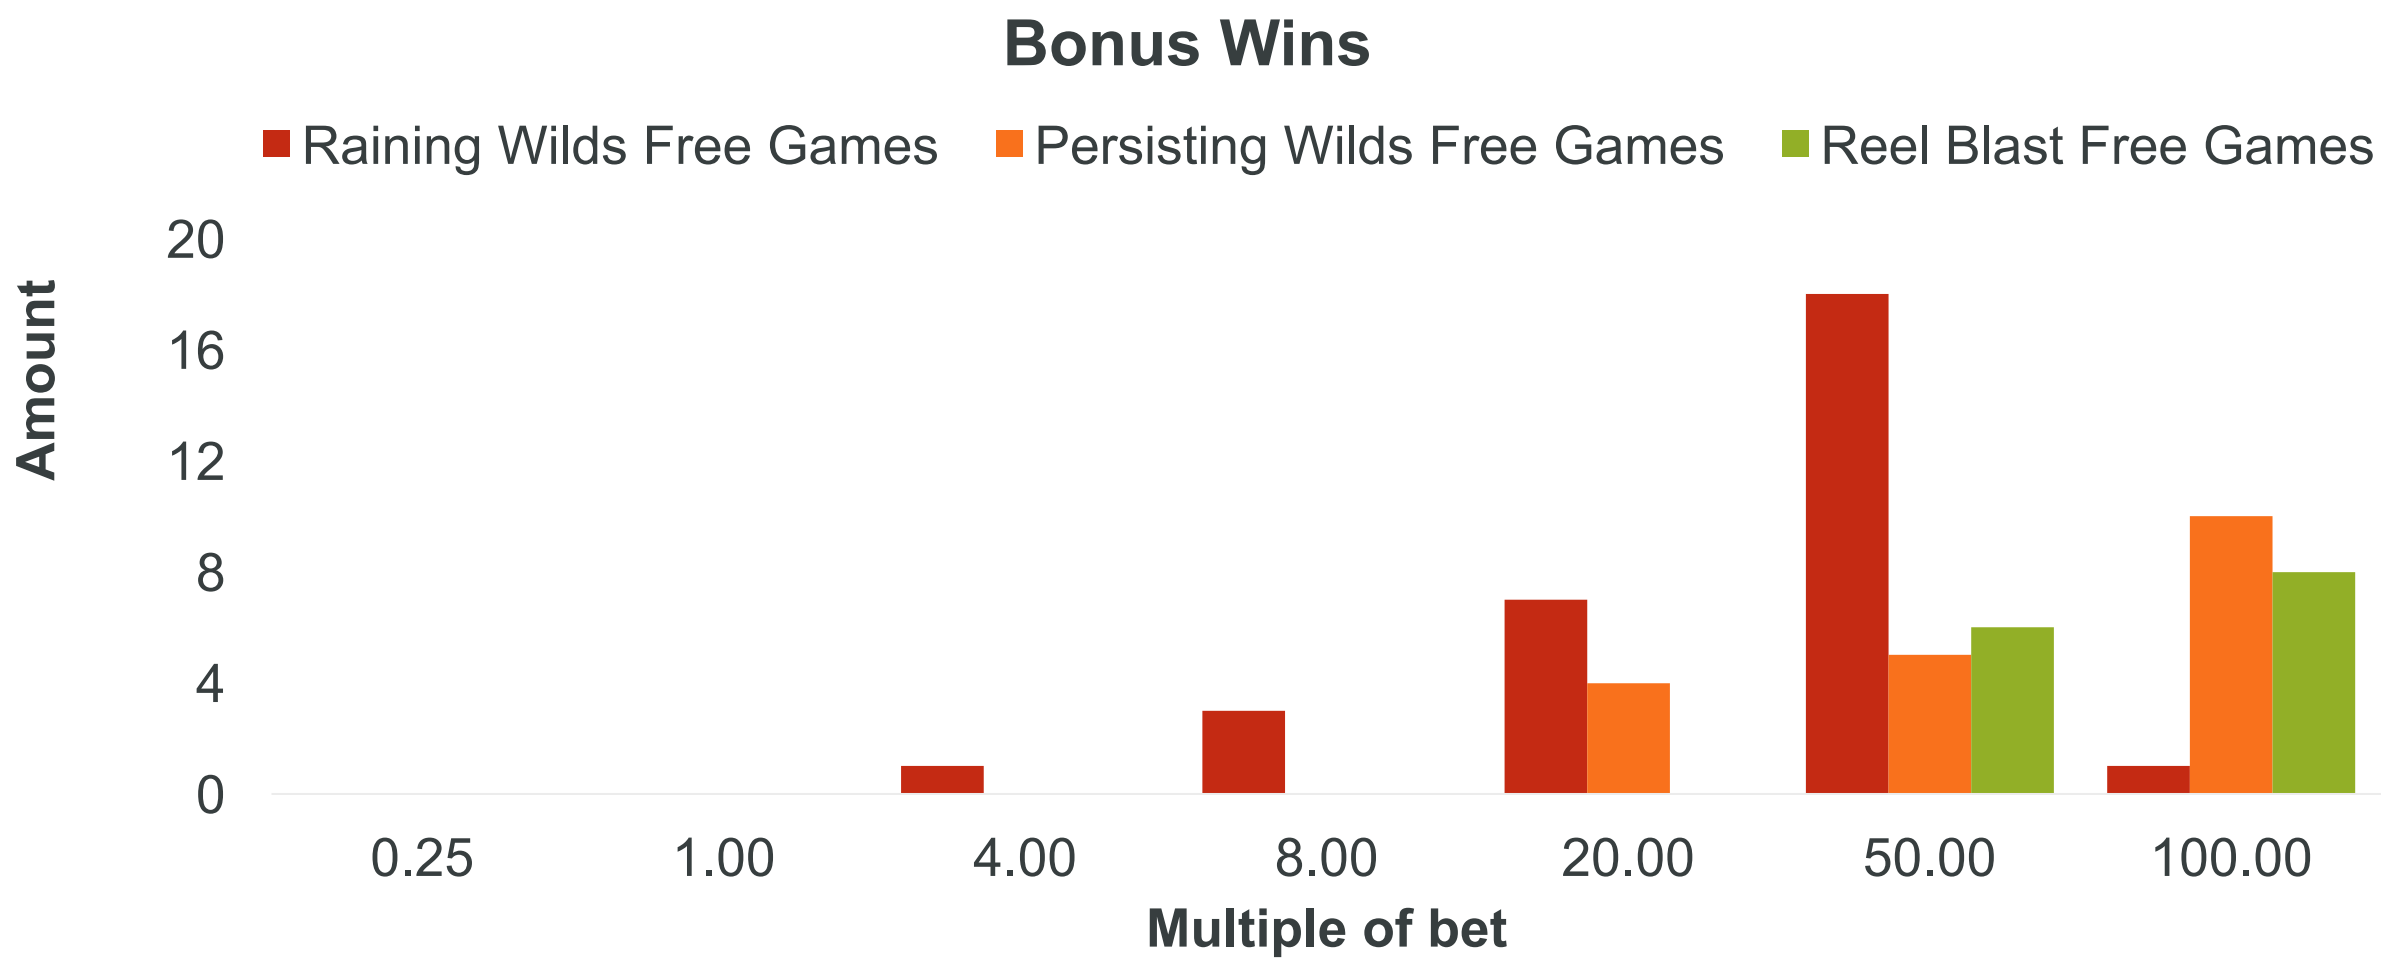 Bonus Wins
Raining Wilds Free Games Persisting Wilds Free Games Reel Blast Free Games
Amount
20
16
12
8
4
0
0.25 1.00 4.00 8.00 20.00 50.00 100.00
Multiple of bet